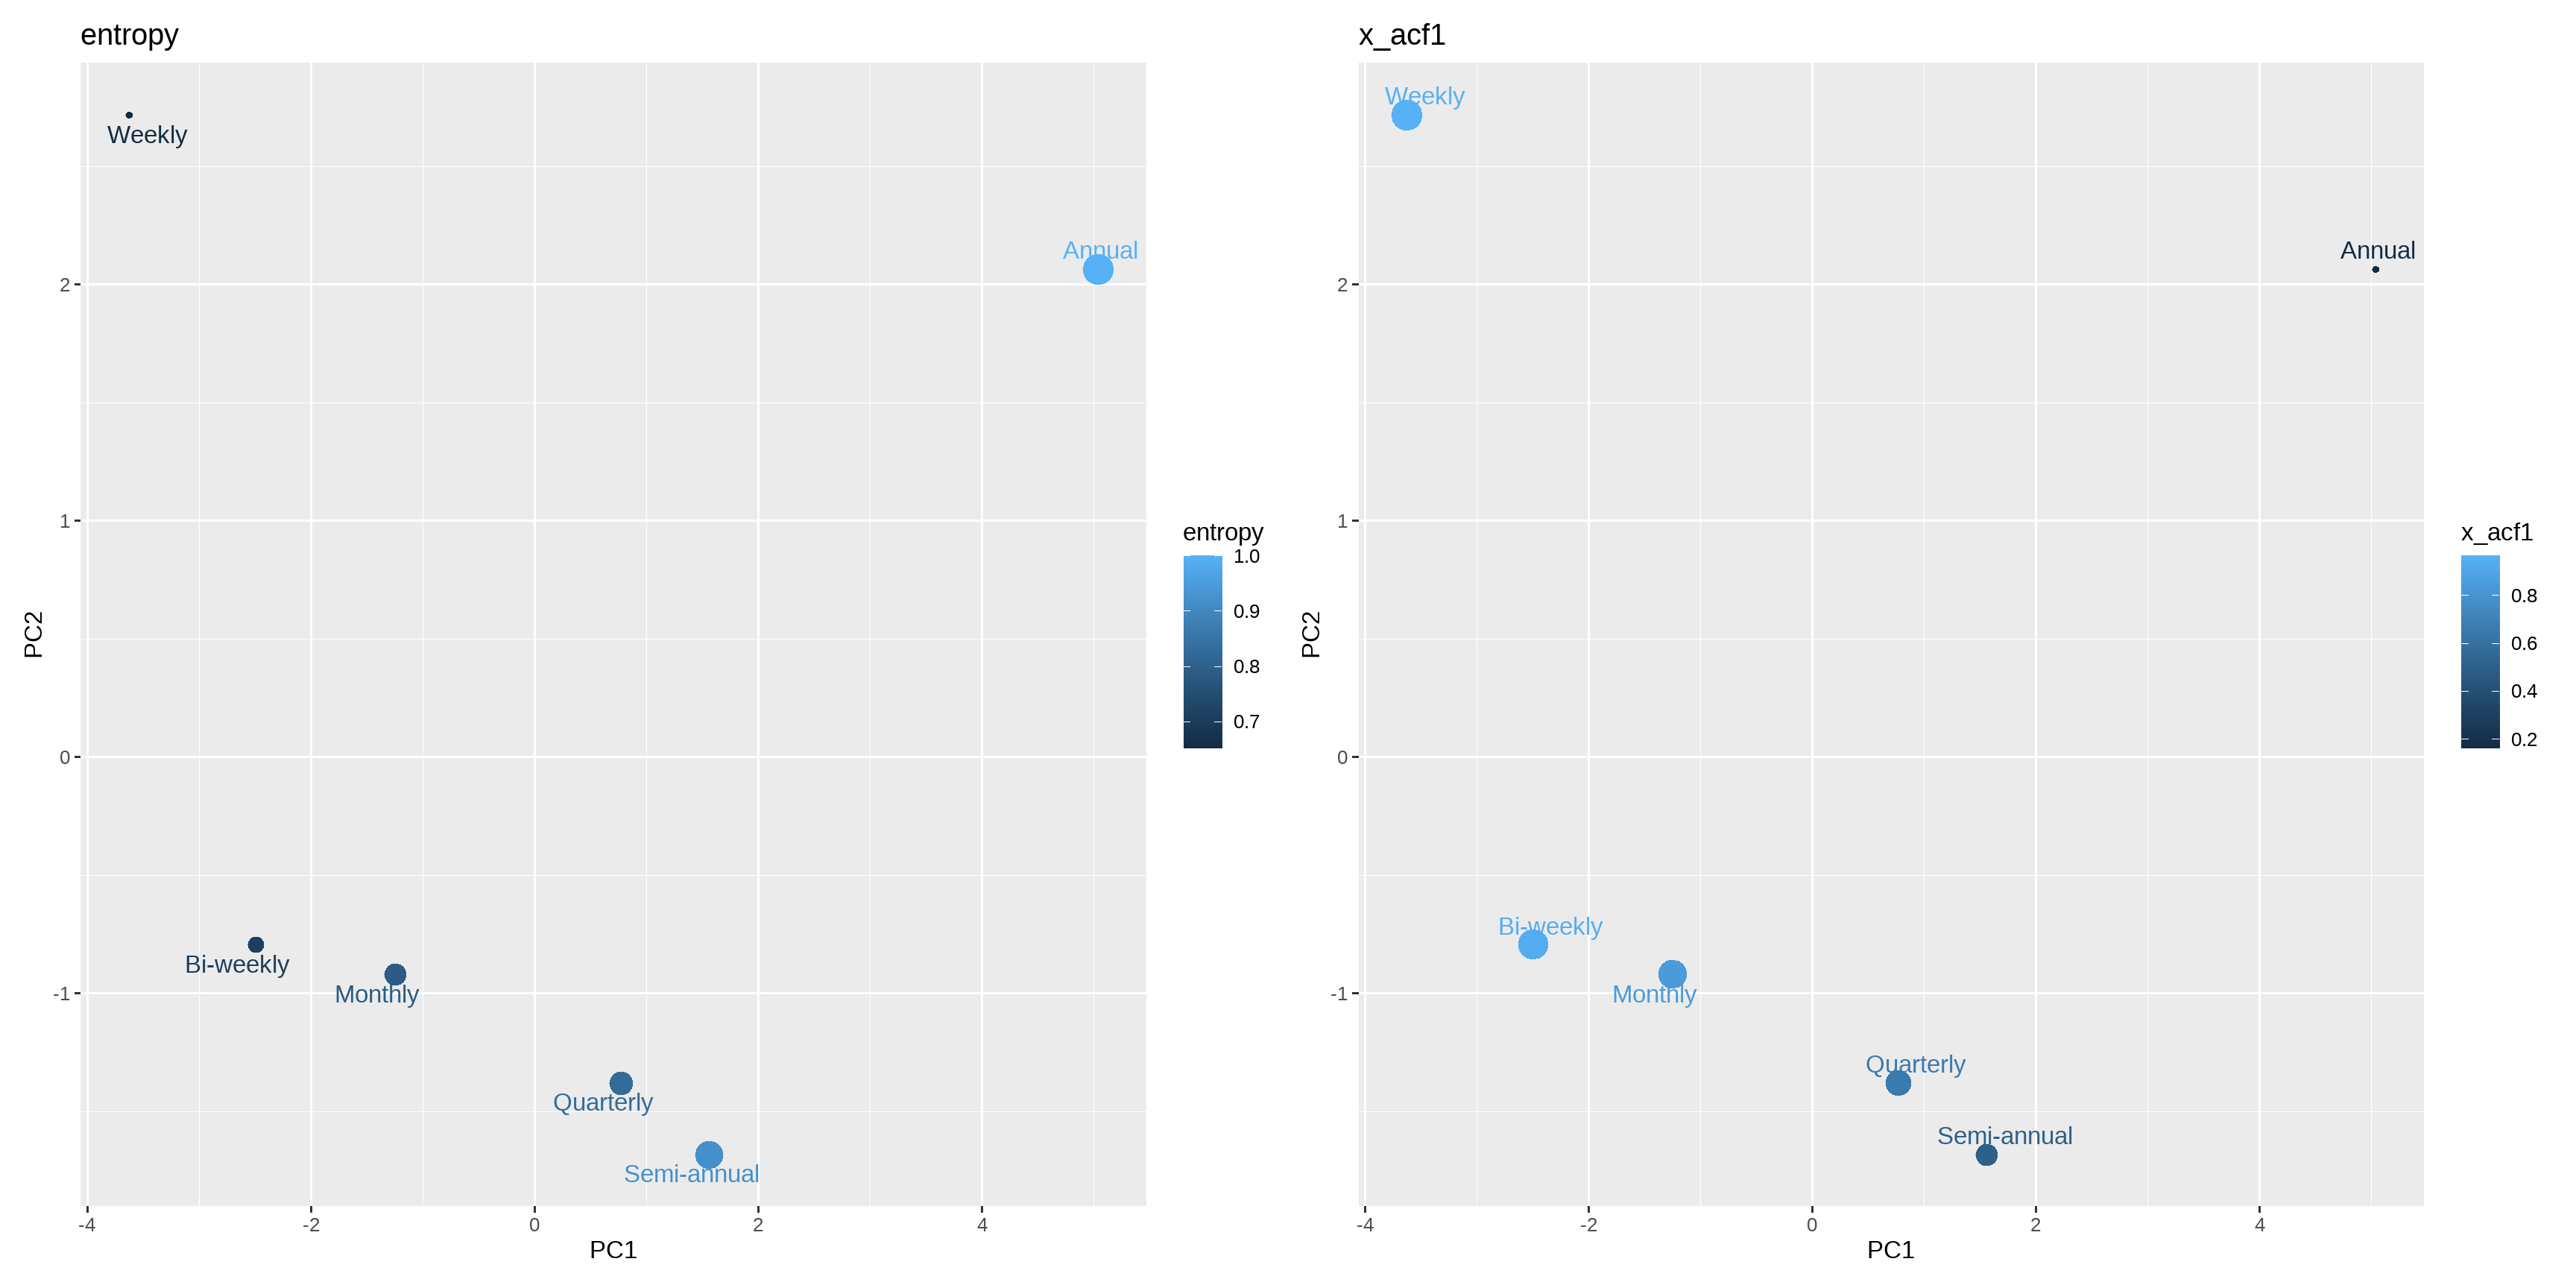 entropy
Weekly
Annual
Bi-weekly
Monthly
Quarterly
Semi-annual
2
1
0
-1
-4
-2
0
2
4
PC1
PC2
entropy
1.0
0.9
0.8
0.7
x_acf1
Weekly
Annual
Bi-weekly
Monthly
Quarterly
Semi-annual
2
1
0
-1
-4
-2
0
2
4
PC1
PC2
x_acf1
0.8
0.6
0.4
0.2